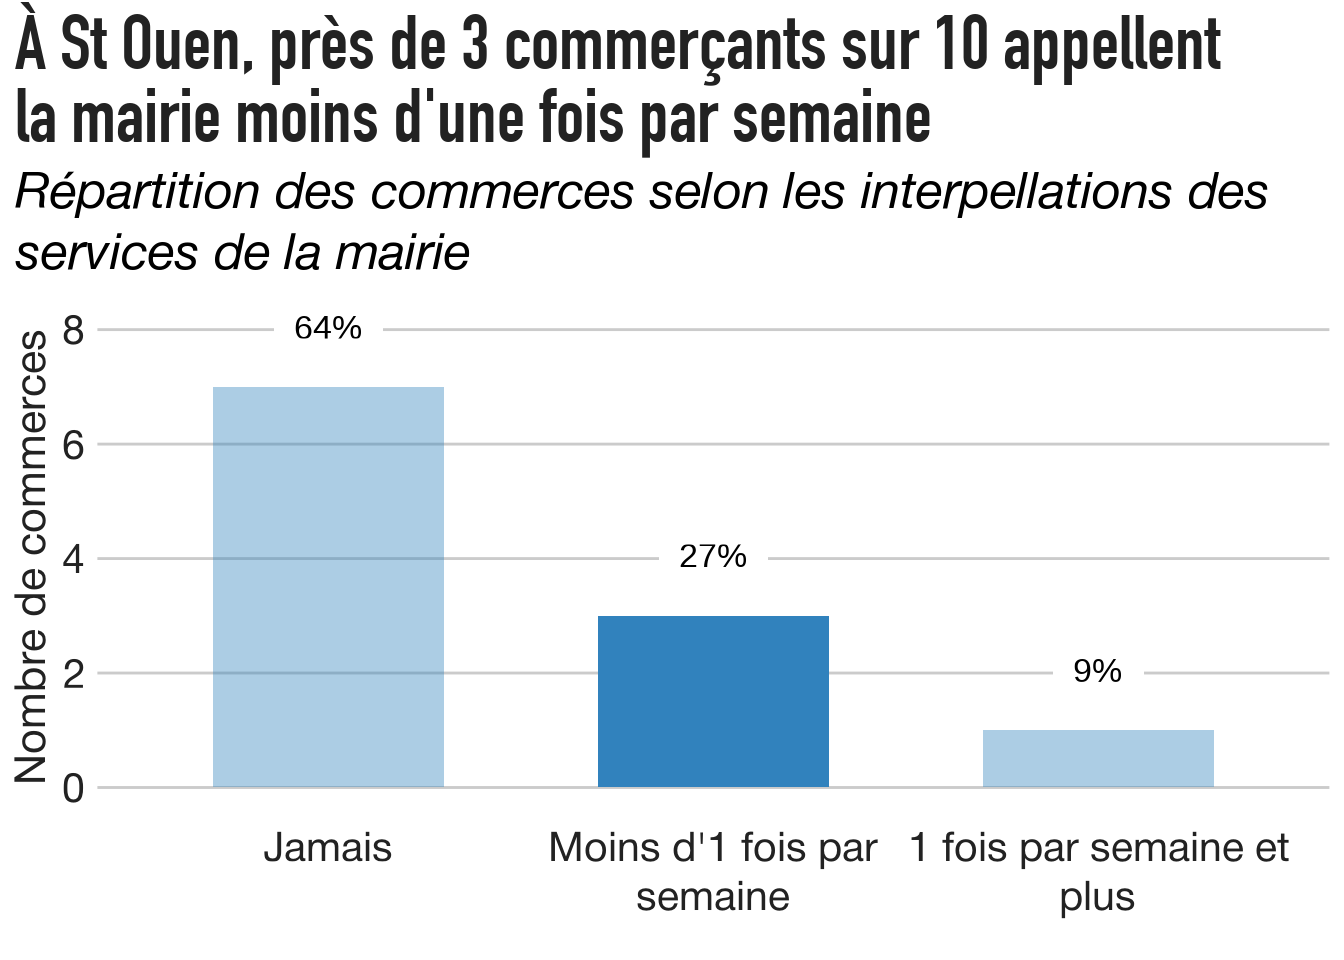 À St Ouen, près de 3 commerçants sur 10 appellent
la mairie moins d'une fois par semaine
Répartition des commerces selon les interpellations des
services de la mairie
Nombre de commerces
8
6
4
2
0
64%
27%
9%
Jamais
Moins d'1 fois par
semaine
1 fois par semaine et
plus